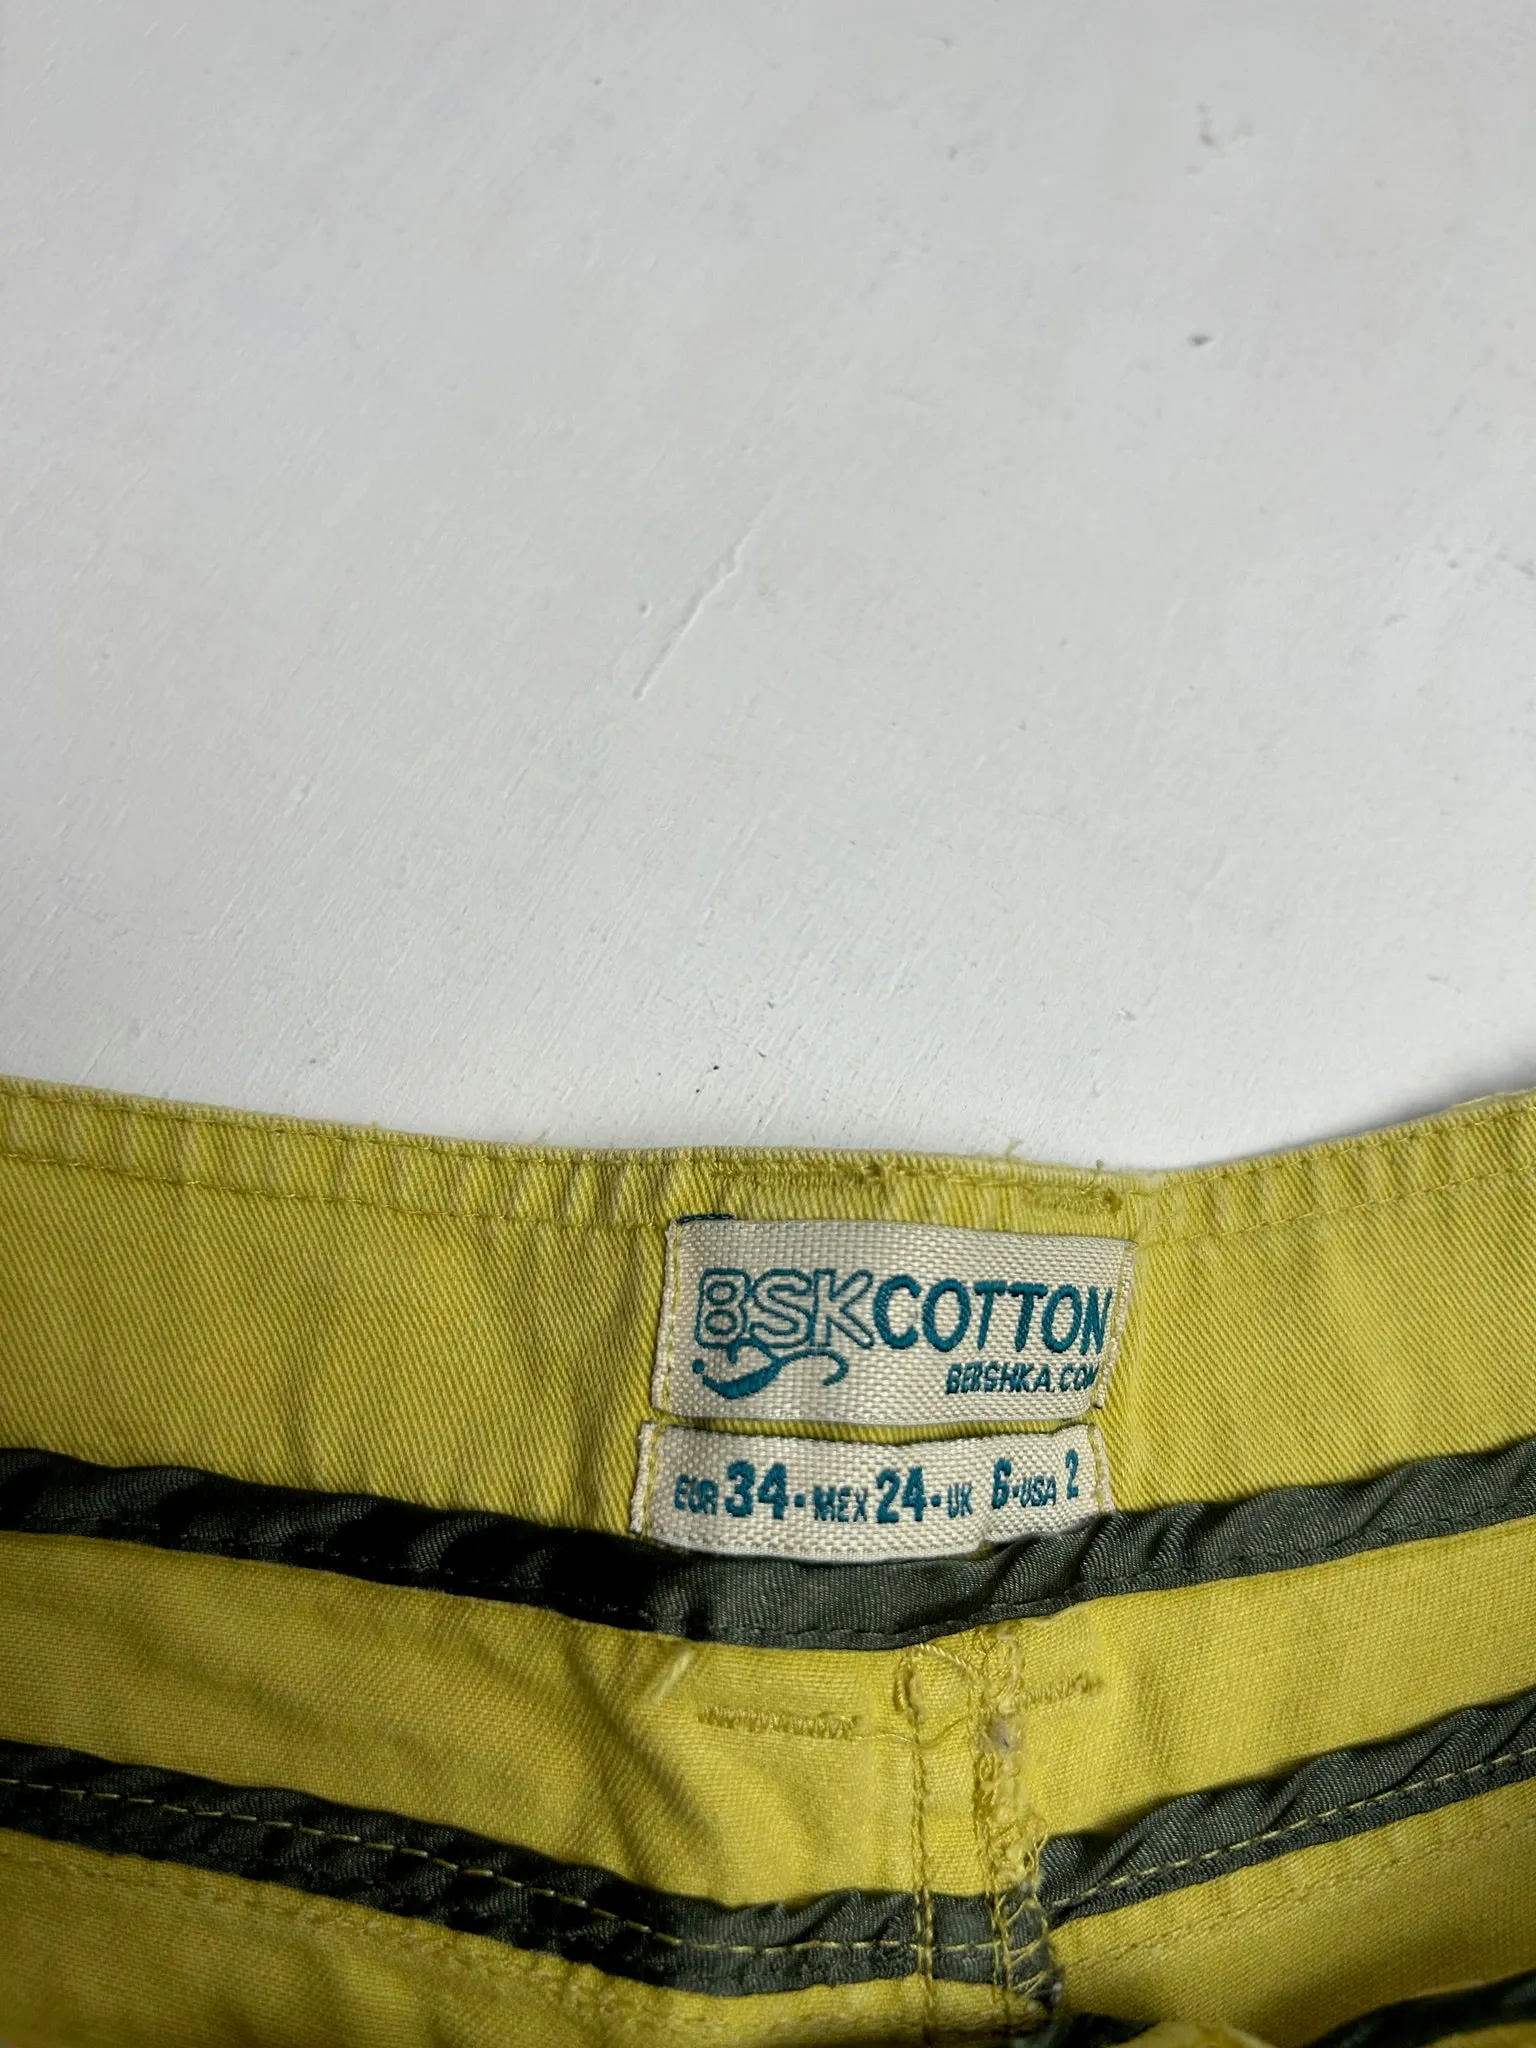 BSKCOTTON
BERSHKA.COM
EUR 34 · MEX 24 · UK 6 · USA 2